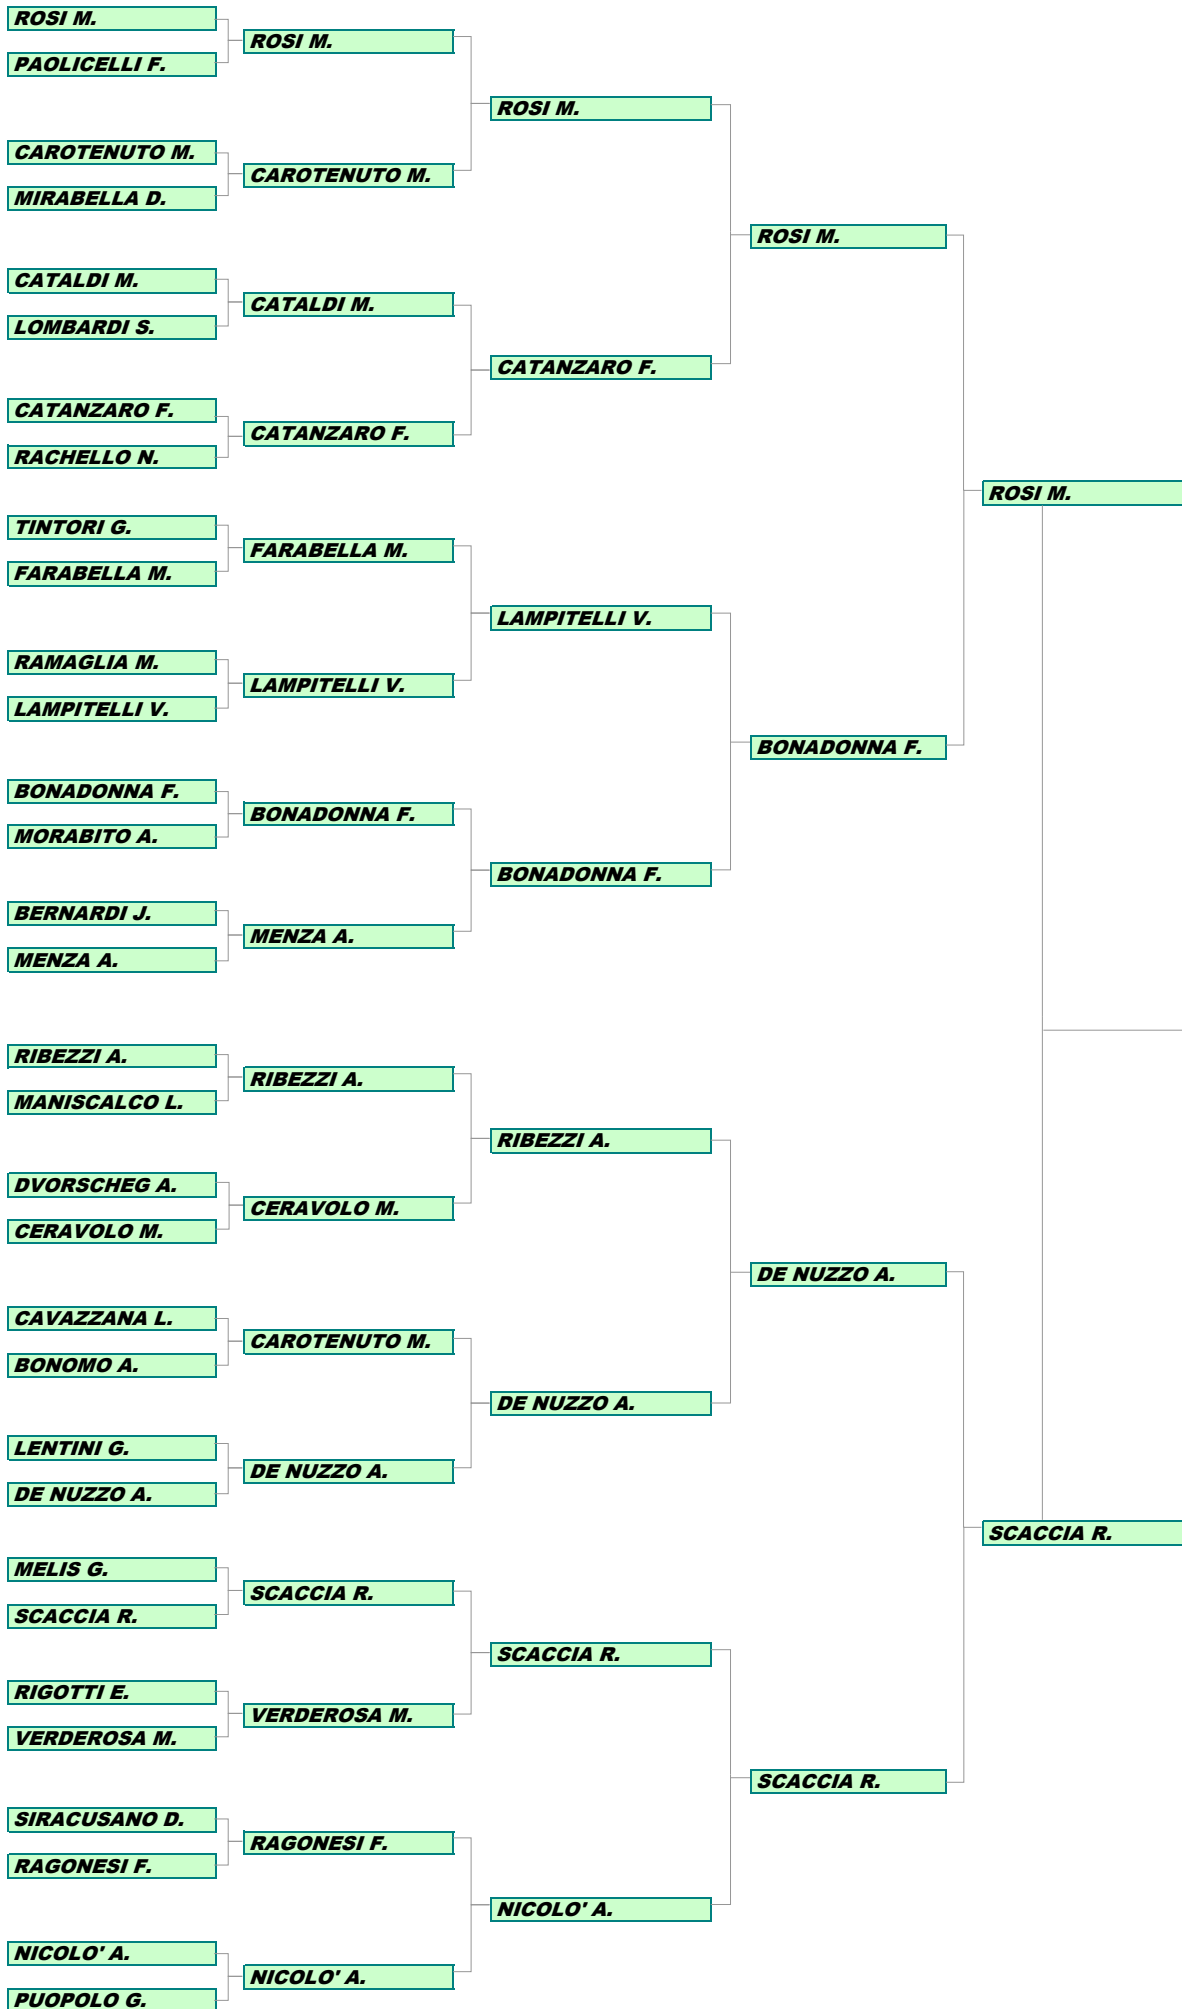 ROSI M.
PAOLICELLI F.
CAROTENUTO M.
MIRABELLA D.
CATALDI M.
LOMBARDI S.
CATANZARO F.
RACHELLO N.
TINTORI G.
FARABELLA M.
RAMAGLIA M.
LAMPITELLI V.
BONADONNA F.
MORABITO A.
BERNARDI J.
MENZA A.
RIBEZZI A.
MANISCALCO L.
DVORSCHEG A.
CERAVOLO M.
CAVAZZANA L.
BONOMO A.
LENTINI G.
DE NUZZO A.
MELIS G.
SCACCIA R.
RIGOTTI E.
VERDEROSA M.
SIRACUSANO D.
RAGONESI F.
NICOLO' A.
PUOPOLO G.
ROSI M.
CAROTENUTO M.
CATALDI M.
CATANZARO F.
FARABELLA M.
LAMPITELLI V.
BONADONNA F.
MENZA A.
RIBEZZI A.
CERAVOLO M.
CAROTENUTO M.
DE NUZZO A.
SCACCIA R.
VERDEROSA M.
RAGONESI F.
NICOLO' A.
ROSI M.
CATANZARO F.
LAMPITELLI V.
BONADONNA F.
RIBEZZI A.
DE NUZZO A.
SCACCIA R.
NICOLO' A.
ROSI M.
BONADONNA F.
DE NUZZO A.
SCACCIA R.
ROSI M.
SCACCIA R.